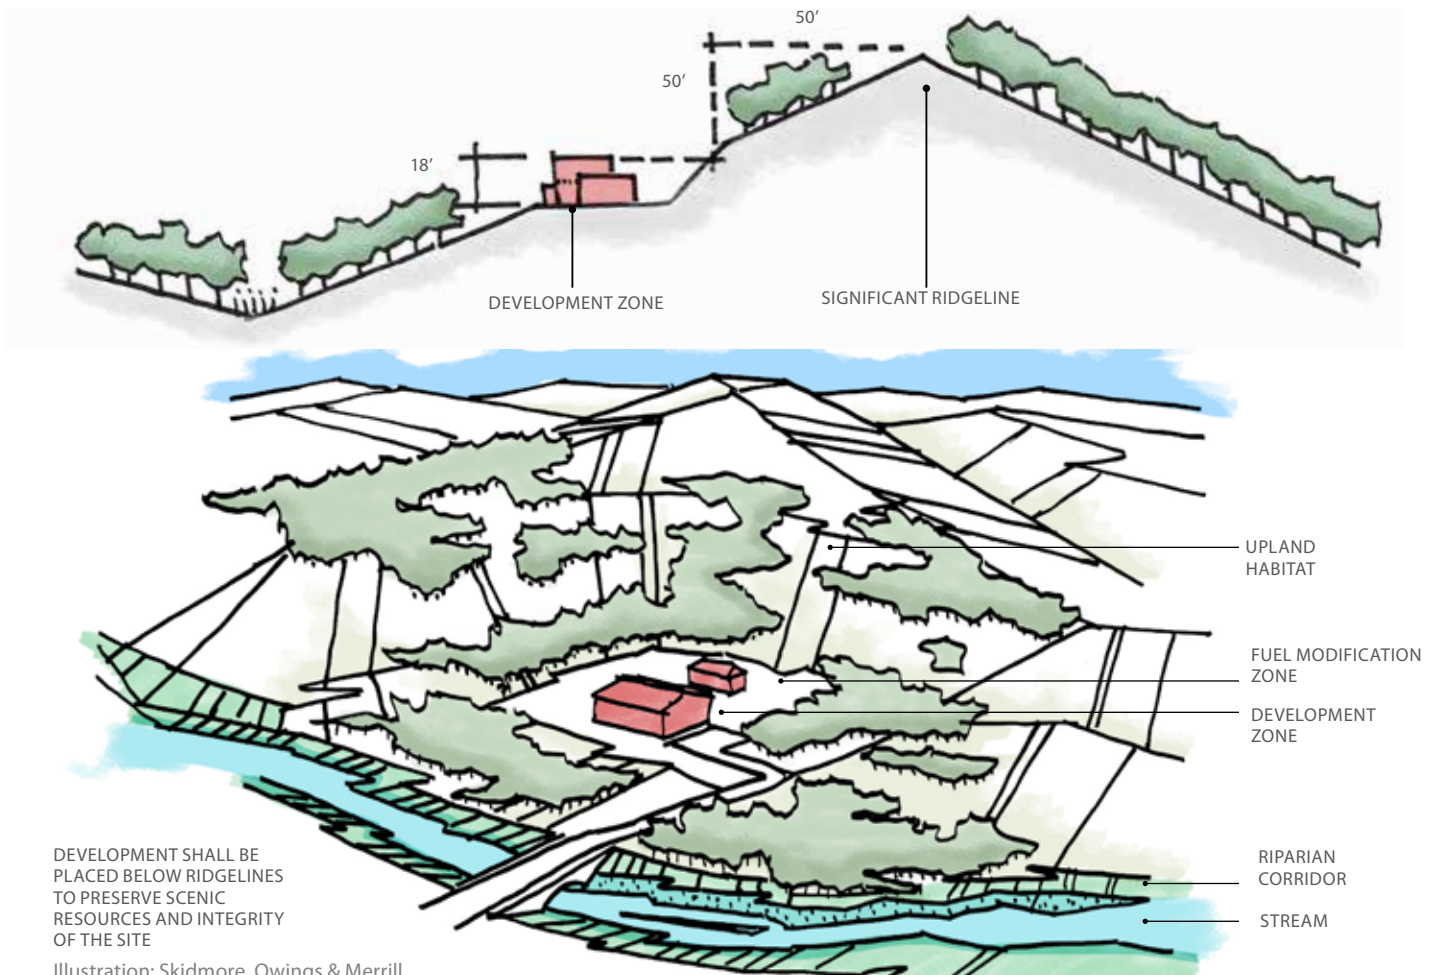 50’
50’
18’
DEVELOPMENT ZONE
SIGNIFICANT RIDGELINE
UPLAND
HABITAT
FUEL MODIFICATION
ZONE
DEVELOPMENT
ZONE
RIPARIAN
CORRIDOR
STREAM
DEVELOPMENT SHALL BE
PLACED BELOW RIDGELINES
TO PRESERVE SCENIC
RESOURCES AND INTEGRITY
OF THE SITE
Illustration: Skidmore, Owings & Merrill